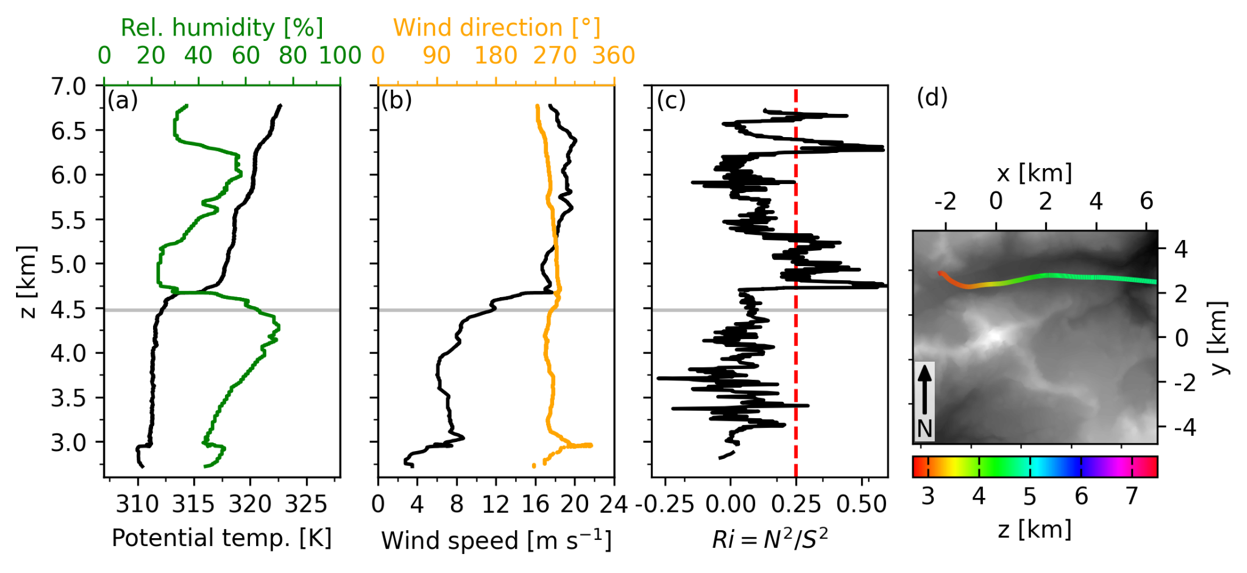 Rel. humidity [%]
0 20 40 60 80 100
Wind direction [°]
0 90 180 270 360
(a)
(b)
(c)
(d)
7.0
6.5
6.0
5.5
5.0
4.5
4.0
3.5
3.0
z [km]
310 315 320 325
Potential temp. [K]
0 4 8 12 16 20 24
Wind speed [m s⁻¹]
-0.25 0.00 0.25 0.50
Ri = N²/S²
x [km]
-2 0 2 4 6
4
2
0
-2
-4
y [km]
N
3 4 5 6 7
z [km]